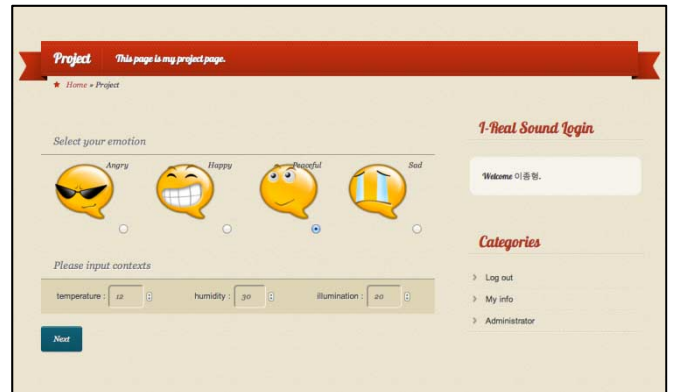 Project This page is my project page.
Home » Project
Select your emotion
Angry Happy Peaceful Sad
Please input contexts
temperature : 12 humidity : 30 illumination : 20
Next
I-Real Sound Login
Welcome 이종형.
Categories
Log out
My info
Administrator